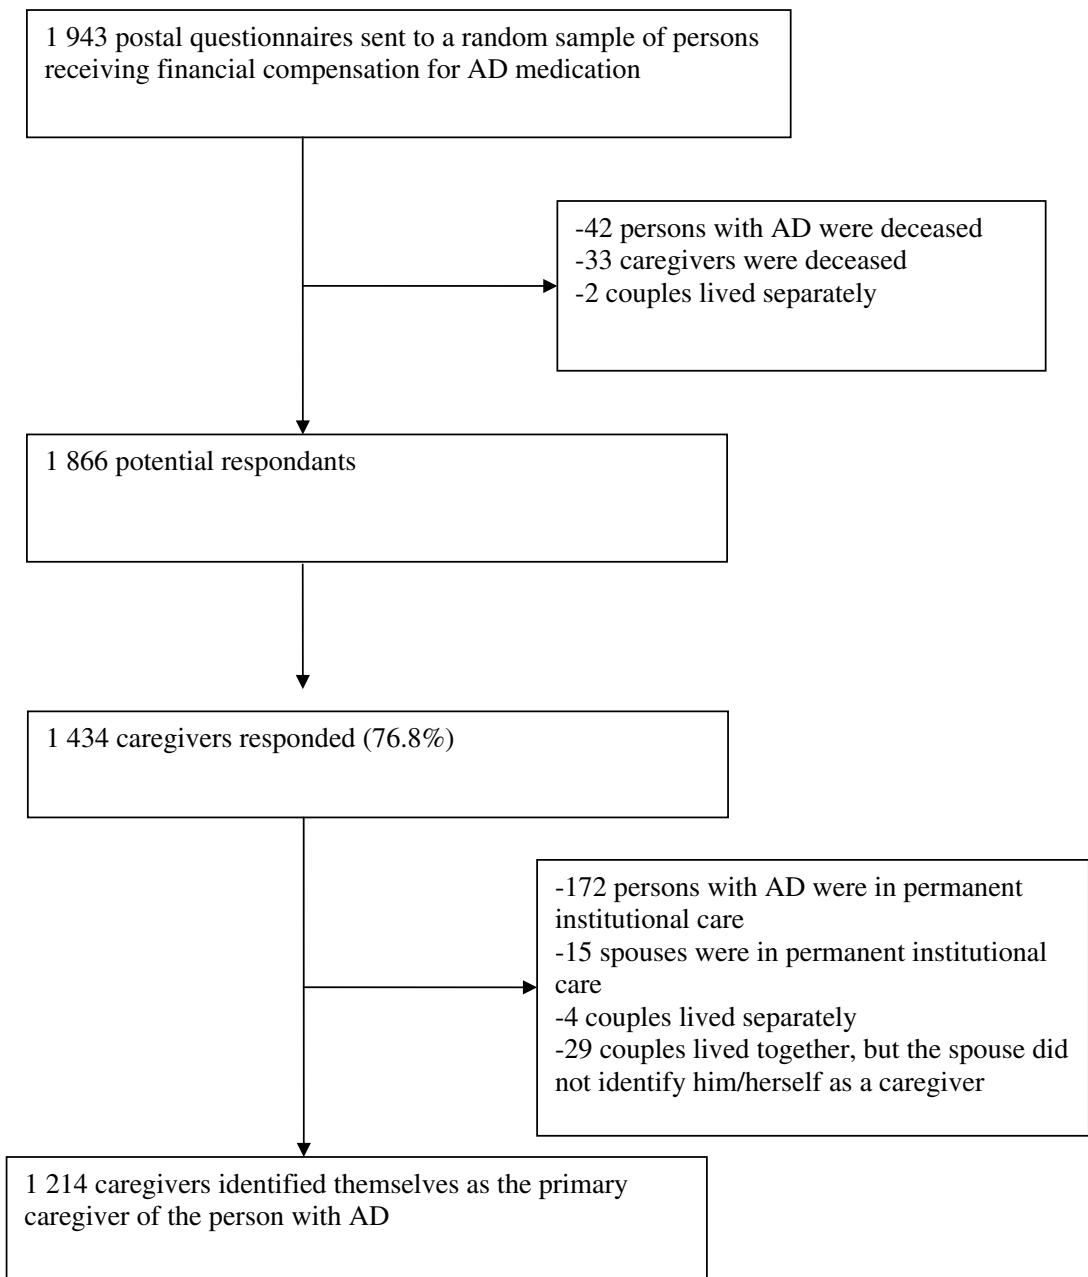 1 943 postal questionnaires sent to a random sample of persons
receiving financial compensation for AD medication
-42 persons with AD were deceased
-33 caregivers were deceased
-2 couples lived separately
1 866 potential respondants
1 434 caregivers responded (76.8%)
-172 persons with AD were in permanent
institutional care
-15 spouses were in permanent institutional
care
-4 couples lived separately
-29 couples lived together, but the spouse did
not identify him/herself as a caregiver
1 214 caregivers identified themselves as the primary
caregiver of the person with AD